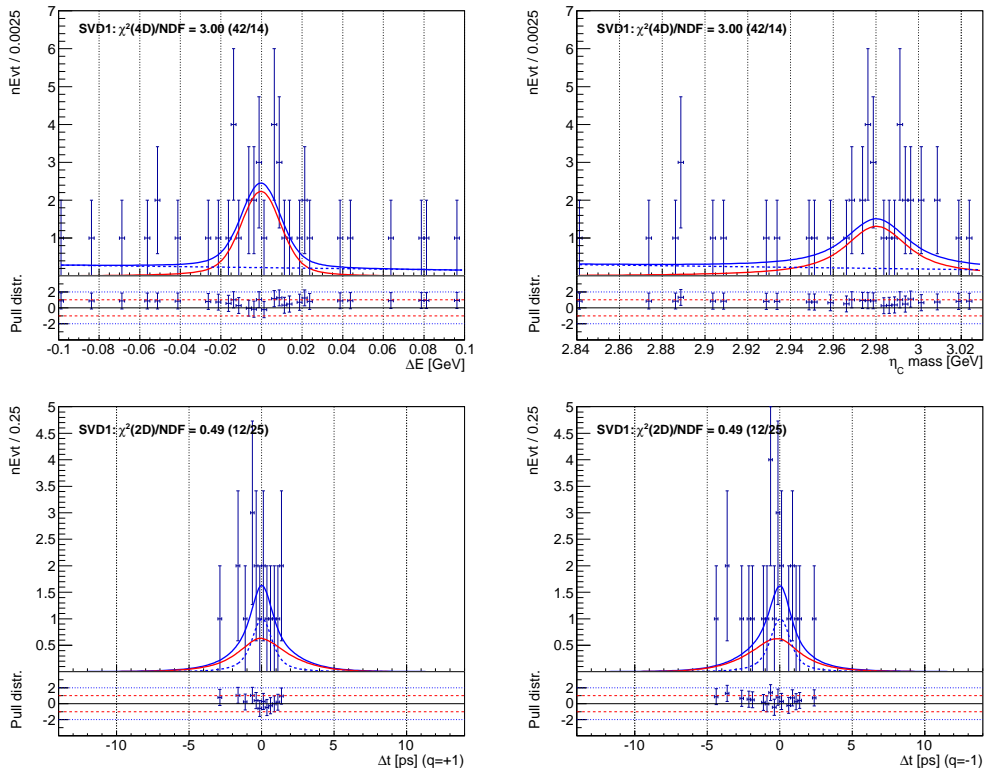 SVD1: χ²(4D)/NDF = 3.00 (42/14)
nEvt / 0.0025
7
6
5
4
3
2
1
Pull distr.
2
0
-2
-0.1 -0.08 -0.06 -0.04 -0.02 0 0.02 0.04 0.06 0.08 0.1
ΔE [GeV]
SVD1: χ²(4D)/NDF = 3.00 (42/14)
nEvt / 0.0025
7
6
5
4
3
2
1
Pull distr.
2
0
-2
2.84 2.86 2.88 2.9 2.92 2.94 2.96 2.98 3 3.02
η_C mass [GeV]
SVD1: χ²(2D)/NDF = 0.49 (12/25)
nEvt / 0.25
5
4.5
4
3.5
3
2.5
2
1.5
1
0.5
Pull distr.
2
0
-2
-10 -5 0 5 10
Δt [ps] (q=+1)
SVD1: χ²(2D)/NDF = 0.49 (12/25)
nEvt / 0.25
5
4.5
4
3.5
3
2.5
2
1.5
1
0.5
Pull distr.
2
0
-2
-10 -5 0 5 10
Δt [ps] (q=-1)